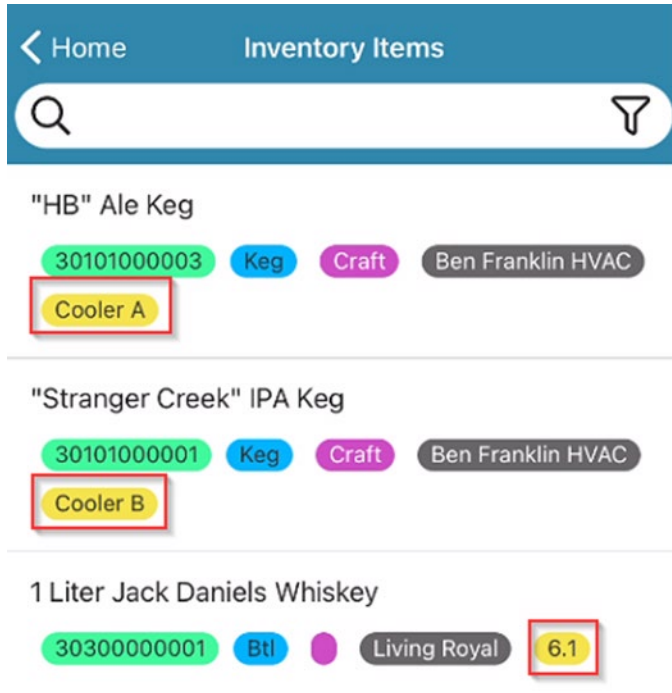 Home Inventory Items
"HB" Ale Keg
30101000003 Keg Craft Ben Franklin HVAC
Cooler A
"Stranger Creek" IPA Keg
30101000001 Keg Craft Ben Franklin HVAC
Cooler B
1 Liter Jack Daniels Whiskey
30300000001 Btl Living Royal 6.1